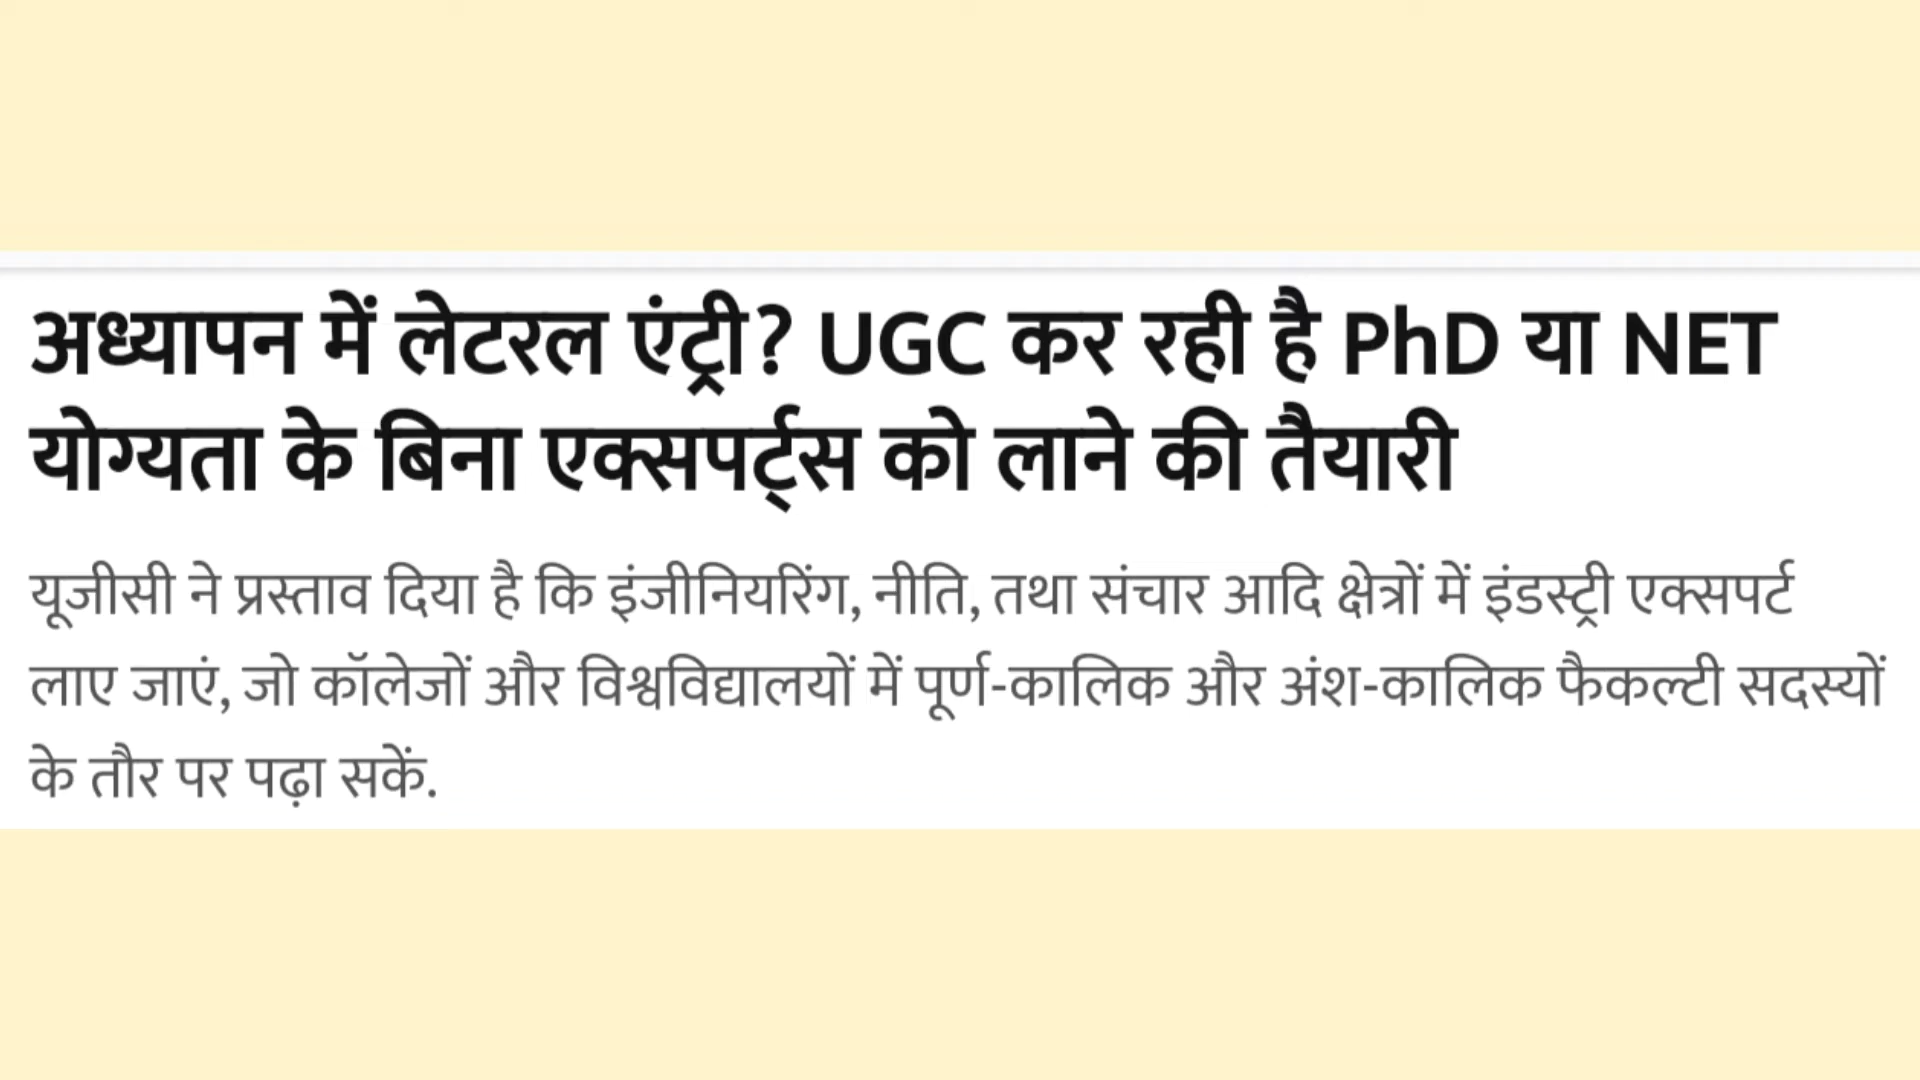 अध्यापन में लेटरल एंट्री? UGC कर रही है PhD या NET
योग्यता के बिना एक्सपर्ट्स को लाने की तैयारी
यूजीसी ने प्रस्ताव दिया है कि इंजीनियरिंग, नीति, तथा संचार आदि क्षेत्रों में इंडस्ट्री एक्सपर्ट
लाए जाएं, जो कॉलेजों और विश्वविद्यालयों में पूर्ण-कालिक और अंश-कालिक फैकल्टी सदस्यों
के तौर पर पढ़ा सकें.